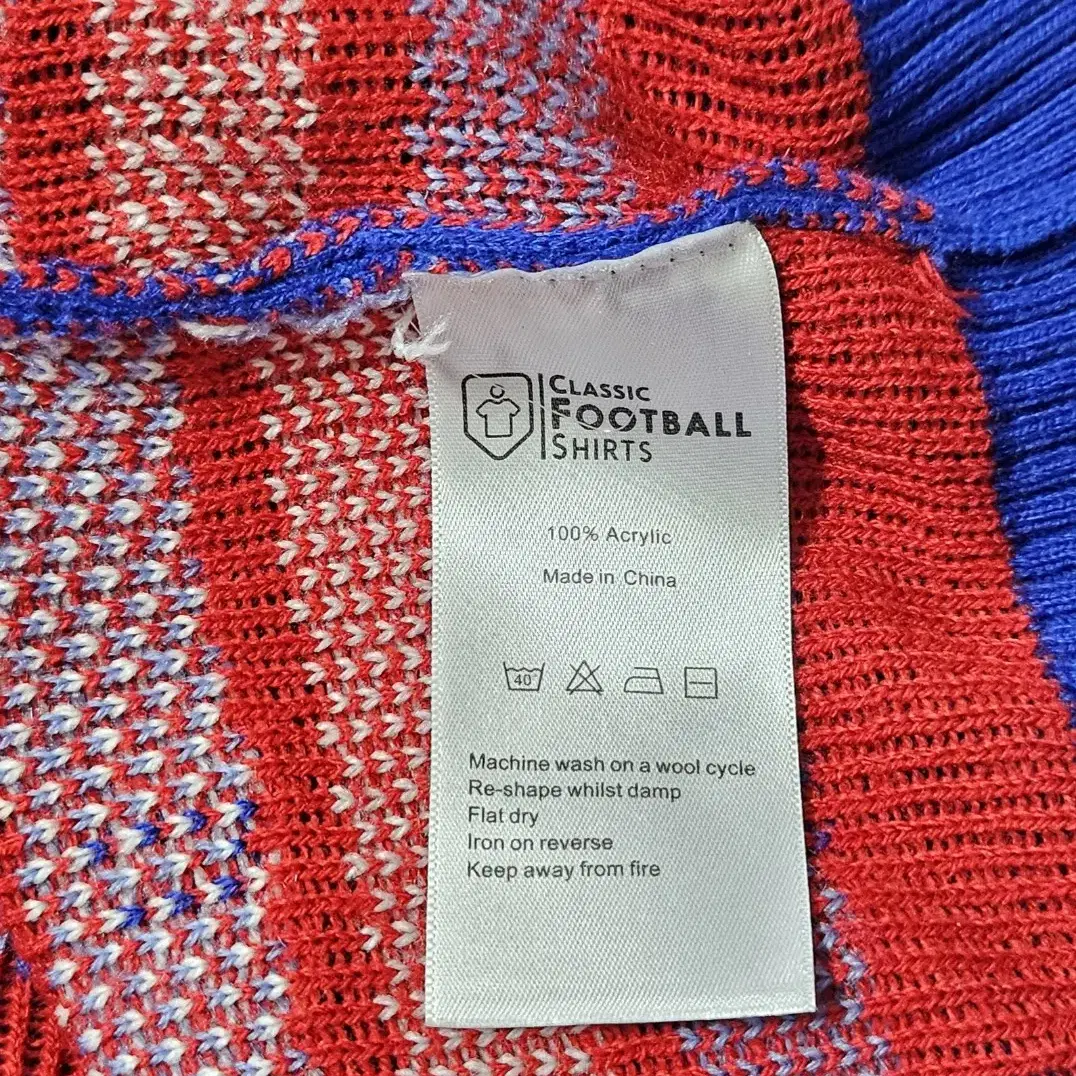 CLASSIC
FOOTBALL
SHIRTS
100% Acrylic
Made in China
40°
Machine wash on a wool cycle
Re-shape whilst damp
Flat dry
Iron on reverse
Keep away from fire